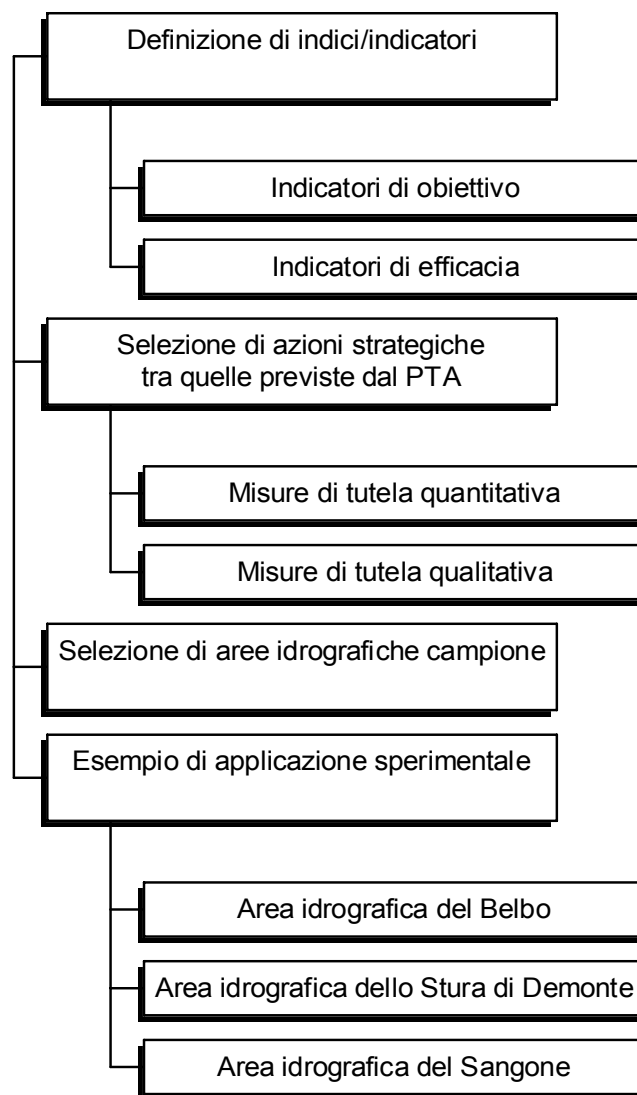 Definizione di indici/indicatori
Indicatori di obiettivo
Indicatori di efficacia
Selezione di azioni strategiche
tra quelle previste dal PTA
Misure di tutela quantitativa
Misure di tutela qualitativa
Selezione di aree idrografiche campione
Esempio di applicazione sperimentale
Area idrografica del Belbo
Area idrografica dello Stura di Demonte
Area idrografica del Sangone